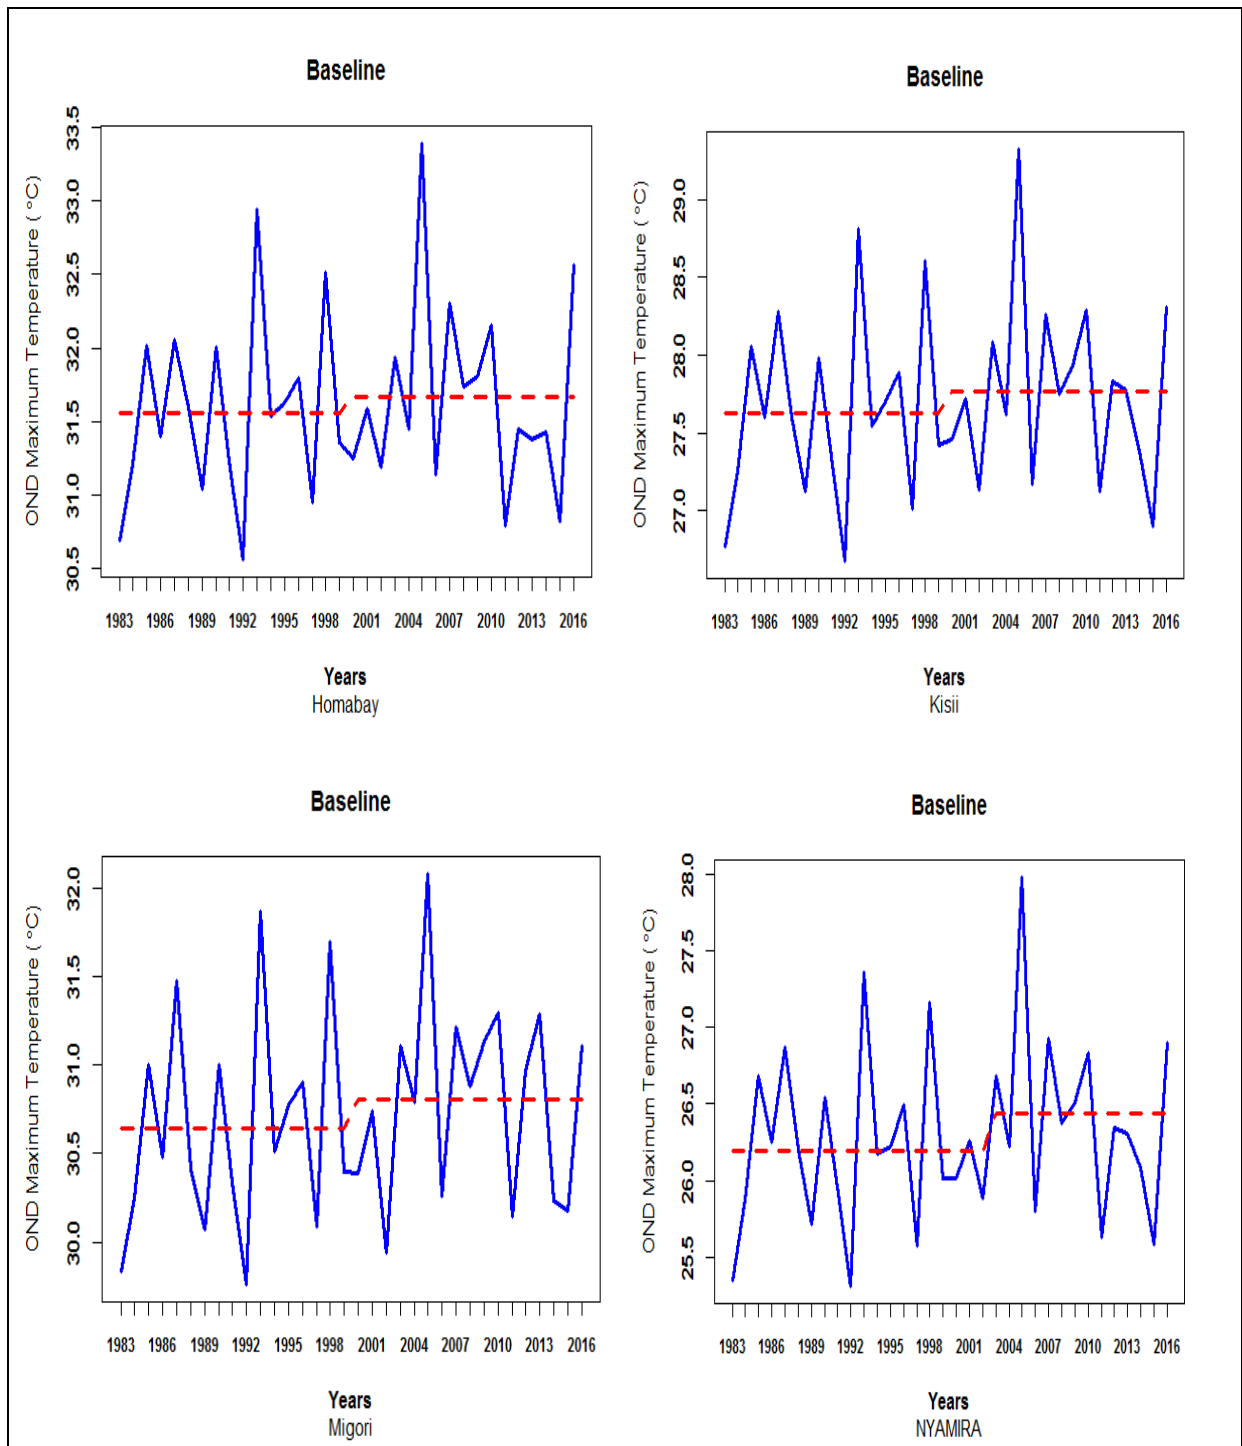 Baseline
OND Maximum Temperature ( °C)
33.5
33.0
32.5
32.0
31.5
31.0
30.5
1983 1986 1989 1992 1995 1998 2001 2004 2007 2010 2013 2016
Years
Homabay
Baseline
OND Maximum Temperature ( °C)
29.0
28.5
28.0
27.5
27.0
1983 1986 1989 1992 1995 1998 2001 2004 2007 2010 2013 2016
Years
Kisii
Baseline
OND Maximum Temperature ( °C)
32.0
31.5
31.0
30.5
30.0
1983 1986 1989 1992 1995 1998 2001 2004 2007 2010 2013 2016
Years
Migori
Baseline
OND Maximum Temperature ( °C)
28.0
27.5
27.0
26.5
26.0
25.5
1983 1986 1989 1992 1995 1998 2001 2004 2007 2010 2013 2016
Years
NYAMIRA